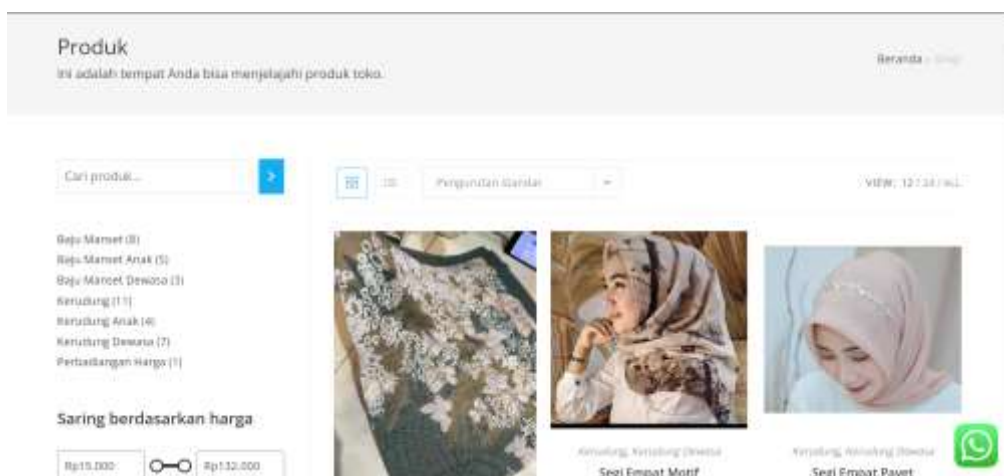 Produk
Ini adalah tempat Anda bisa menjelajahi produk toko.
Beranda
Cari produk...
Pengurutan standar
VIEW: 12 / 24 / ALL
Baju Manset (8)
Baju Manset Anak (5)
Baju Manset Dewasa (3)
Kerudung (11)
Kerudung Anak (4)
Kerudung Dewasa (7)
Perbadangan Harga (1)
Saring berdasarkan harga
Rp15.000
Rp132.000
Kerudung, Kerudung Dewasa
Segi Empat Motif
Kerudung, Kerudung Dewasa
Segi Empat Payet